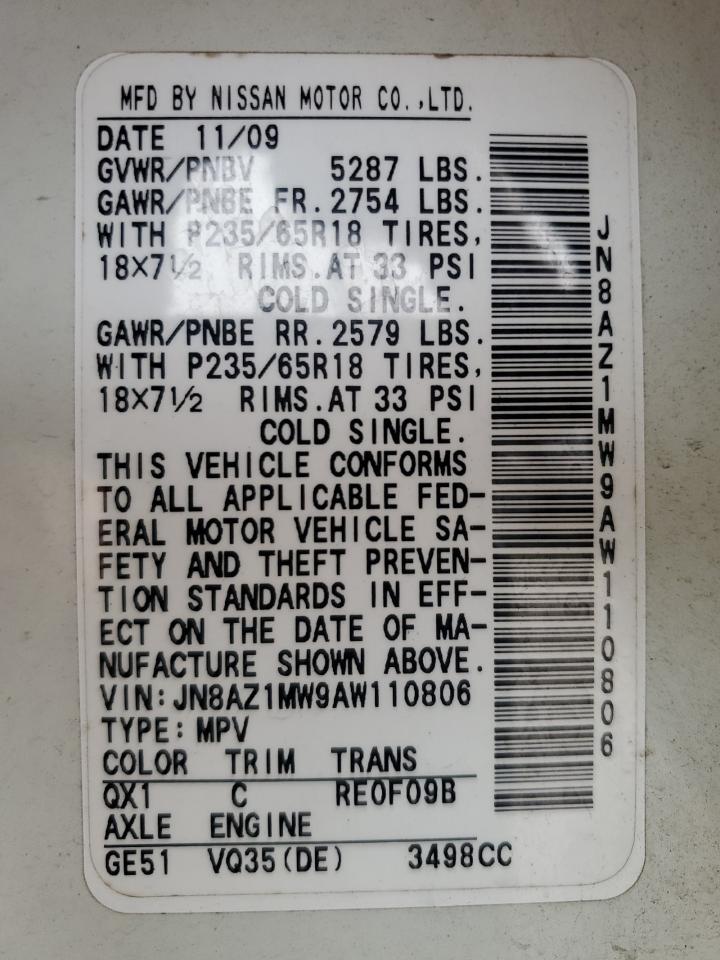 MFD BY NISSAN MOTOR CO.,LTD.
DATE 11/09
GVWR/PNBV 5287 LBS.
GAWR/PNBE FR.2754 LBS.
WITH P235/65R18 TIRES,
18×7½ RIMS.AT 33 PSI
COLD SINGLE.
GAWR/PNBE RR.2579 LBS.
WITH P235/65R18 TIRES,
18×7½ RIMS.AT 33 PSI
COLD SINGLE.
THIS VEHICLE CONFORMS
TO ALL APPLICABLE FED-
ERAL MOTOR VEHICLE SA-
FETY AND THEFT PREVEN-
TION STANDARDS IN EFF-
ECT ON THE DATE OF MA-
NUFACTURE SHOWN ABOVE.
VIN:JN8AZ1MW9AW110806
TYPE:MPV
COLOR TRIM TRANS
QX1 C RE0F09B
AXLE ENGINE
GE51 VQ35(DE) 3498CC
JN8AZ1MW9AW110806